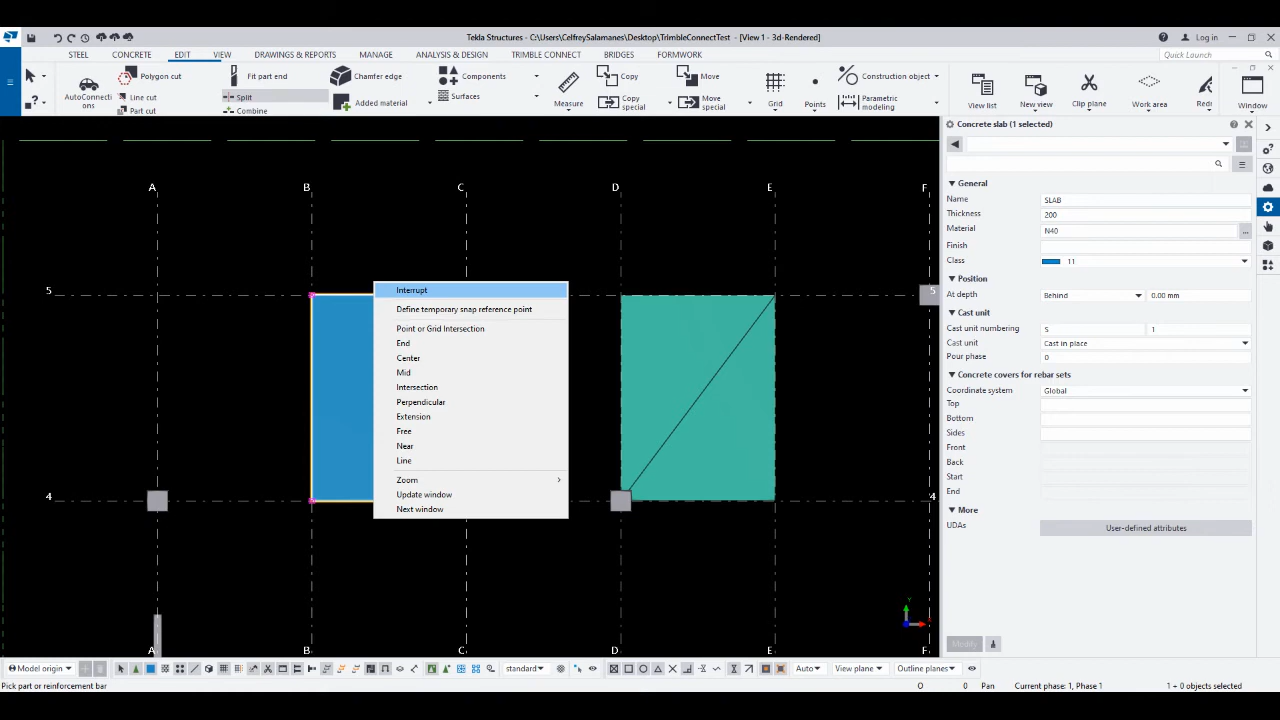 Tekla Structures - C:\Users\CelfreySalamanes\Desktop\TrimbleConnectTest - [View 1 - 3d-Rendered]
Log in
STEEL CONCRETE EDIT VIEW DRAWINGS & REPORTS MANAGE ANALYSIS & DESIGN TRIMBLE CONNECT BRIDGES FORMWORK
Quick Launch
AutoConnecti
ons
Polygon cut
Line cut
Part cut
Fit part end
Split
Combine
Chamfer edge
Added material
Components
Surfaces
Measure
Copy
Copy
special
Move
Move
special
Grid
Points
Construction object
Parametric
modeling
View list
New view
Clip plane
Work area
Redi
Window
Concrete slab (1 selected)
General
Name SLAB
Thickness 200
Material N40 ...
Finish
Class 11
Position
At depth Behind 0.00 mm
Cast unit
Cast unit numbering S 1
Cast unit Cast in place
Pour phase 0
Concrete covers for rebar sets
Coordinate system Global
Top
Bottom
Sides
Front
Back
Start
End
More
UDAs User-defined attributes
Modify
A B C D E F
5 5
4 4
Interrupt
Define temporary snap reference point
Point or Grid Intersection
End
Center
Mid
Intersection
Perpendicular
Extension
Free
Near
Line
Zoom
Update window
Next window
A B C D E F
Model origin standard Auto View plane Outline planes
Pick part or reinforcement bar O 0 Pan Current phase: 1, Phase 1 1 + 0 objects selected